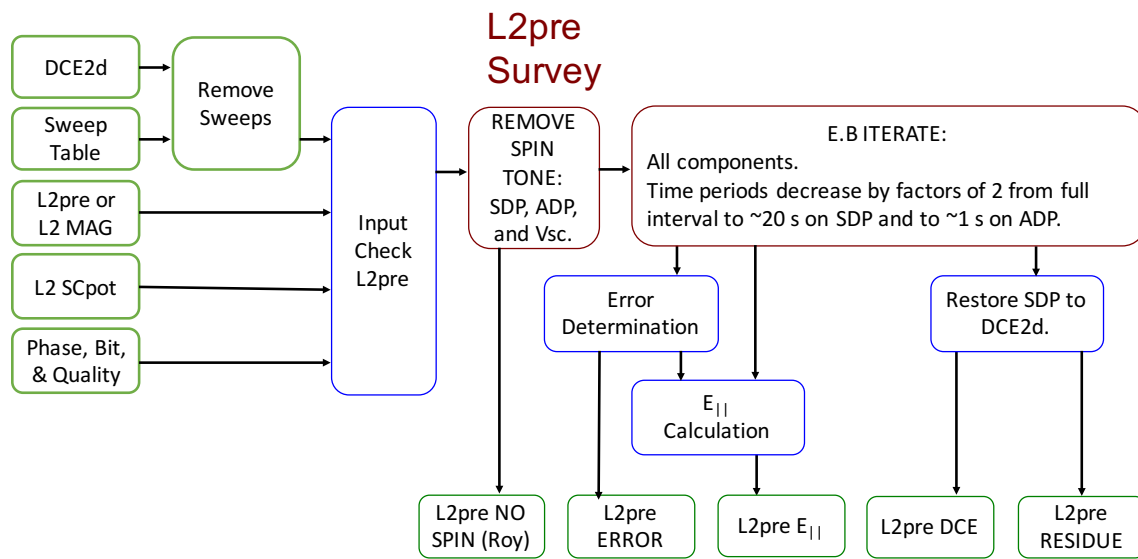 L2pre
Survey
DCE2d
Sweep
Table
Remove
Sweeps
L2pre or
L2 MAG
L2 SCpot
Phase, Bit,
& Quality
Input
Check
L2pre
REMOVE
SPIN
TONE:
SDP, ADP,
and Vsc.
E.B ITERATE:
All components.
Time periods decrease by factors of 2 from full
interval to ~20 s on SDP and to ~1 s on ADP.
Error
Determination
Restore SDP to
DCE2d.
E||
Calculation
L2pre NO
SPIN (Roy)
L2pre
ERROR
L2pre E||
L2pre DCE
L2pre
RESIDUE